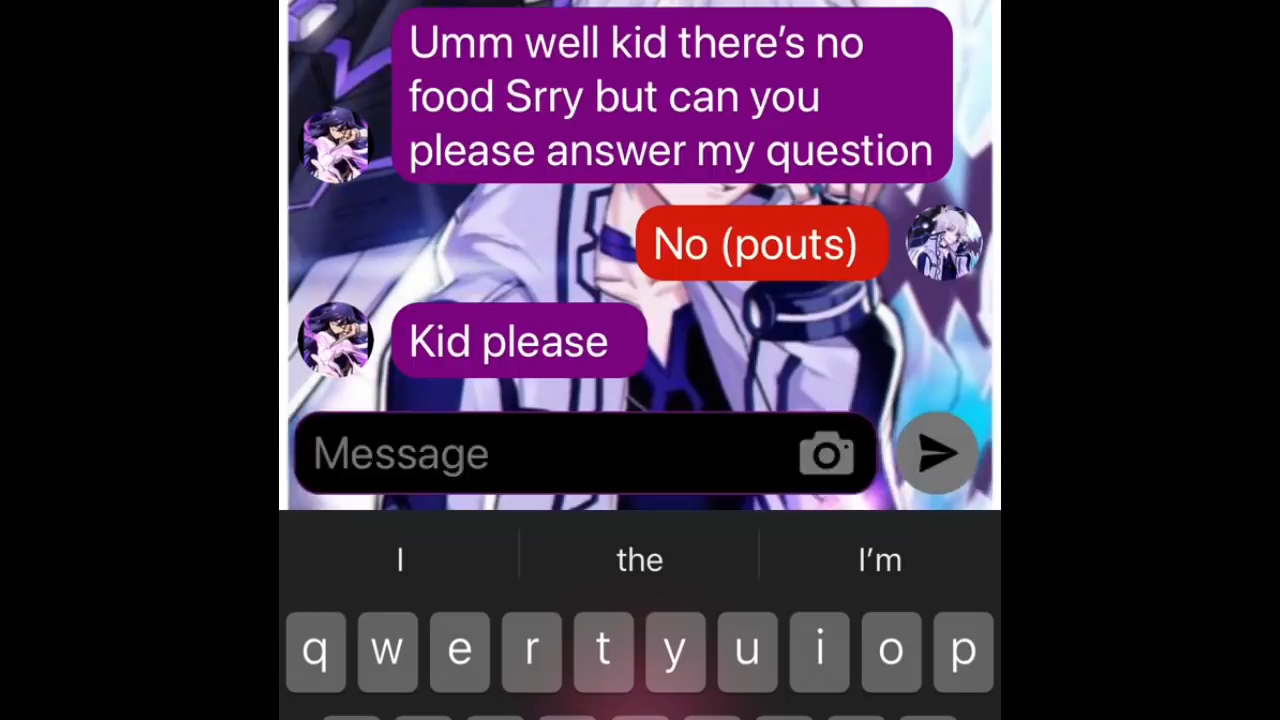 Umm well kid there's no
food Srry but can you
please answer my question
No (pouts)
Kid please
Message
I the I'm
q w e r t y u i o p